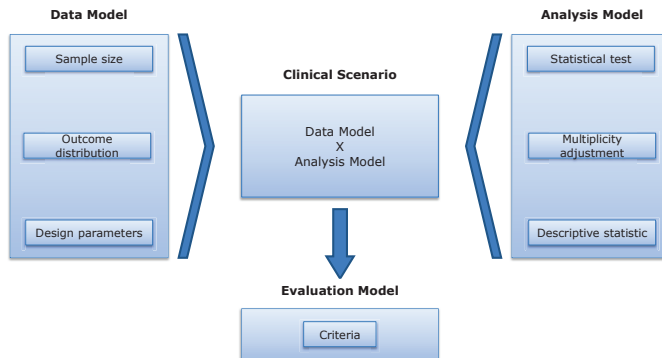 Data Model
Sample size
Outcome
distribution
Design parameters
Clinical Scenario
Data Model
X
Analysis Model
Evaluation Model
Criteria
Analysis Model
Statistical test
Multiplicity
adjustment
Descriptive statistic